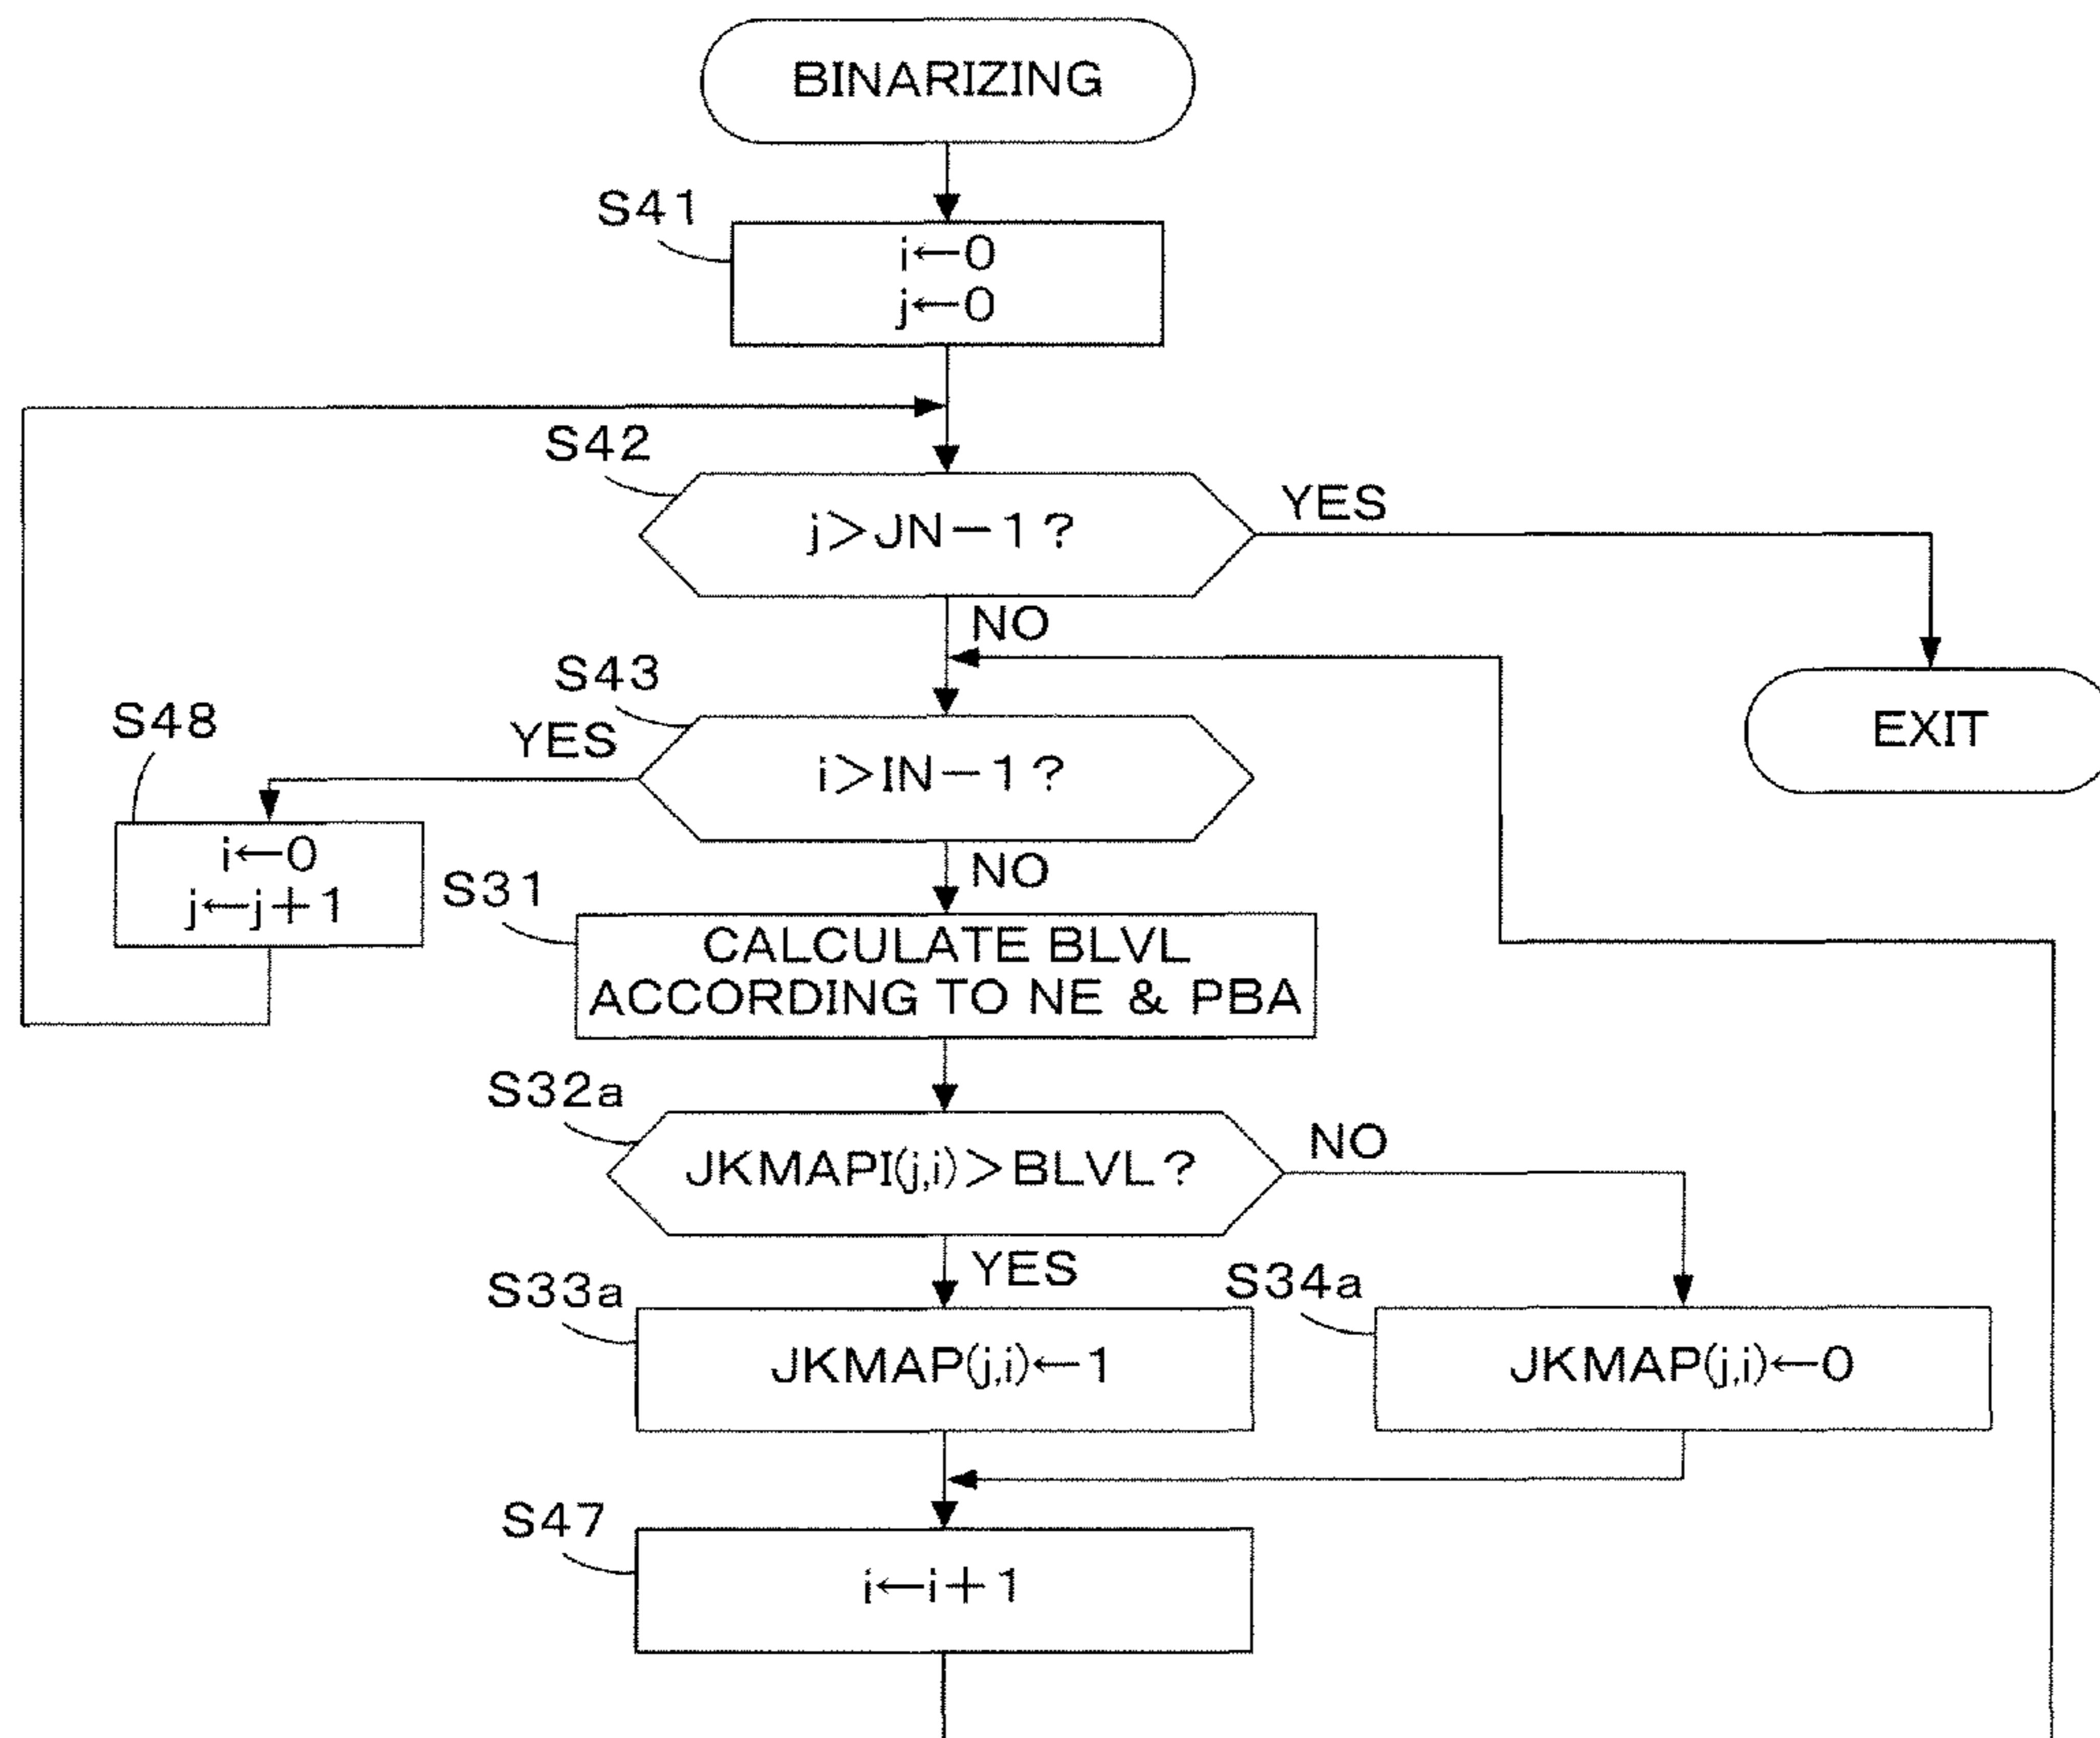 BINARIZING
S41
i←0
j←0
S42
j>JN−1?
YES
NO
S43
YES
i>IN−1?
EXIT
S48
i←0
j←j+1
NO
S31
CALCULATE BLVL
ACCORDING TO NE & PBA
S32a
JKMAPI(j,i)>BLVL?
NO
YES
S33a
JKMAP(j,i)←1
S34a
JKMAP(j,i)←0
S47
i←i+1